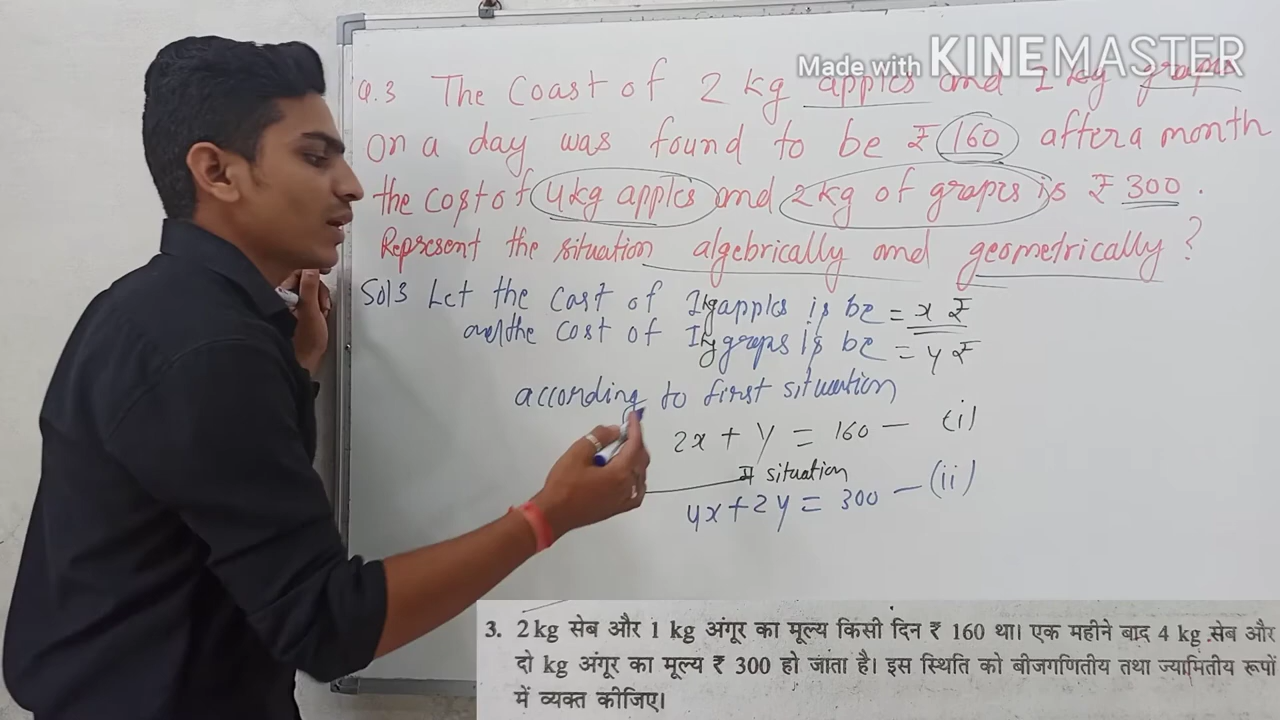 Made with KINEMASTER
Q.3 The Coast of 2 kg apples and 1 kg grapes
on a day was found to be ₹ 160 after a month
the cost of 4kg apples and 2kg of grapes is ₹ 300.
Represent the situation algebrically and geometrically?
Sol3 Let the cost of 1kg apples is be = x ₹
and the cost of 1kg graps is be = y ₹
according to first situation
2x + y = 160 — (i)
situation
4x + 2y = 300 — (ii)
3. 2 kg सेब और 1 kg अंगूर का मूल्य किसी दिन ₹ 160 था। एक महीने बाद 4 kg सेब और
दो kg अंगूर का मूल्य ₹ 300 हो जाता है। इस स्थिति को बीजगणितीय तथा ज्यामितीय रूपों
में व्यक्त कीजिए।